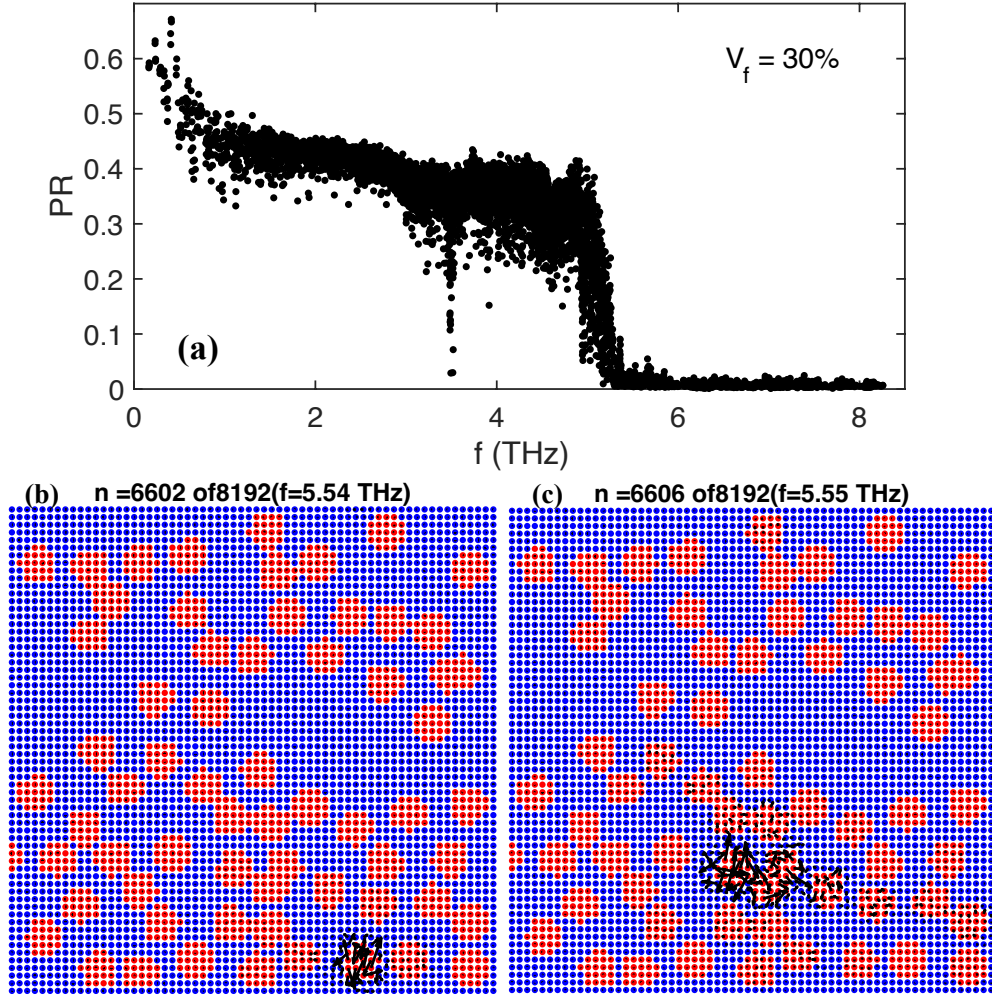 V_f = 30%
0.6
0.5
0.4
0.3
0.2
0.1
0
PR
(a)
0 2 4 6 8
f (THz)
(b) n =6602 of8192(f=5.54 THz)
(c) n =6606 of8192(f=5.55 THz)